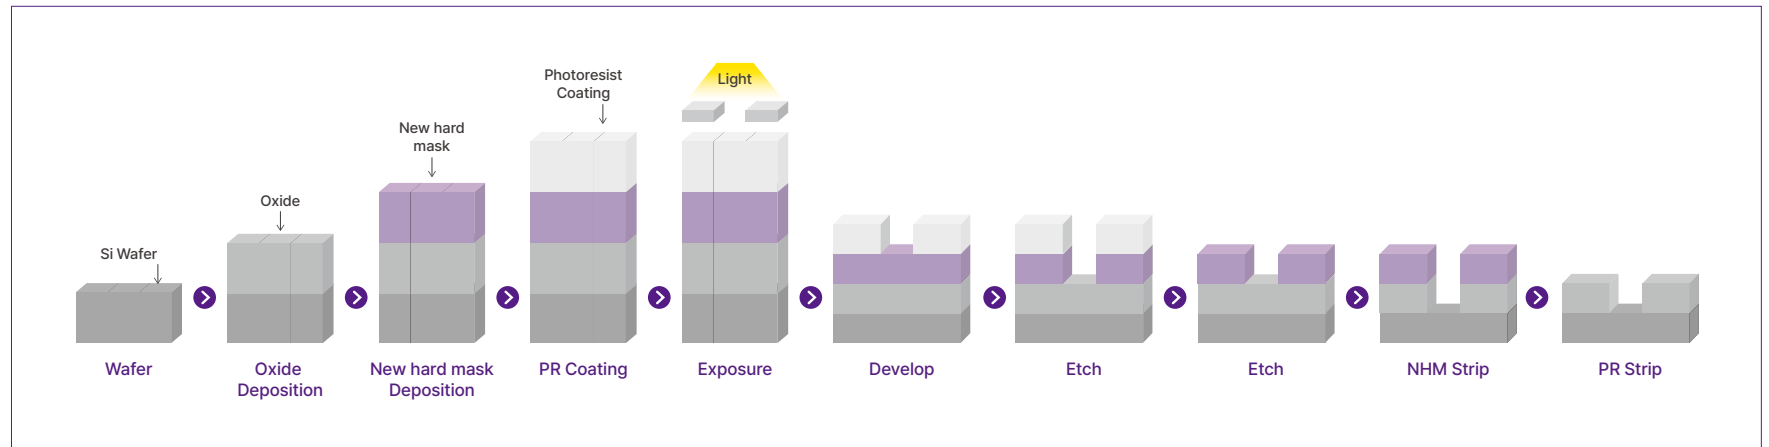 Si Wafer
Oxide
New hard
mask
Photoresist
Coating
Light
Wafer
Oxide
Deposition
New hard mask
Deposition
PR Coating
Exposure
Develop
Etch
Etch
NHM Strip
PR Strip